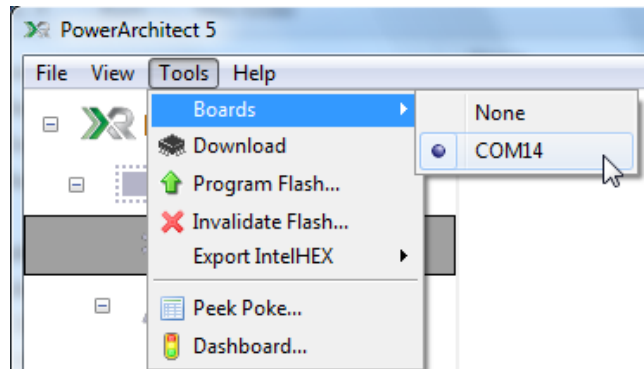 PowerArchitect 5
File View Tools Help
Boards
None
Download
COM14
Program Flash...
Invalidate Flash...
Export IntelHEX
Peek Poke...
Dashboard...